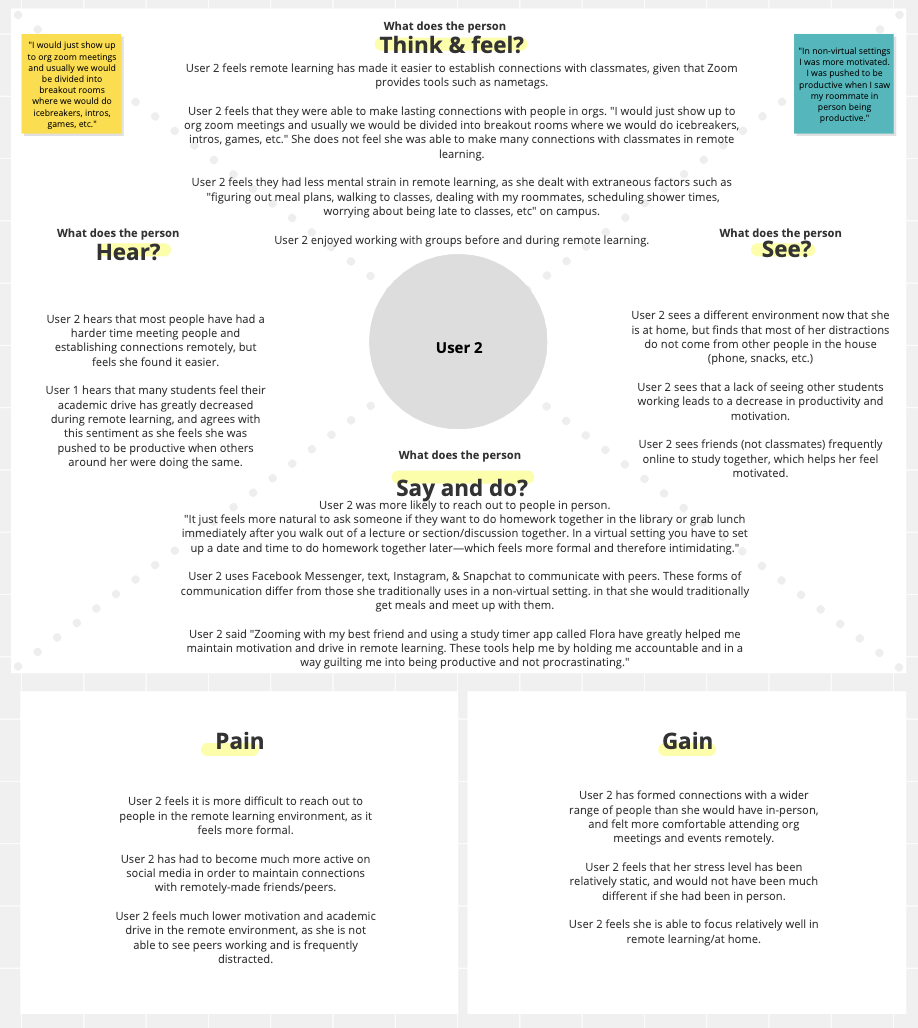 "I would just show up
to org zoom meetings
and usually we would
be divided into
breakout rooms
where we would do
icebreakers, intros,
games, etc."
What does the person
Think & feel?
User 2 feels remote learning has made it easier to establish connections with classmates, given that Zoom
provides tools such as nametags.
User 2 feels that they were able to make lasting connections with people in orgs. "I would just show up to
org zoom meetings and usually we would be divided into breakout rooms where we would do icebreakers,
intros, games, etc." She does not feel she was able to make many connections with classmates in remote
learning.
User 2 feels they had less mental strain in remote learning, as she dealt with extraneous factors such as
"figuring out meal plans, walking to classes, dealing with my roommates, scheduling shower times,
worrying about being late to classes, etc" on campus.
User 2 enjoyed working with groups before and during remote learning.
"In non-virtual settings
I was more motivated.
I was pushed to be
productive when I saw
my roommate in
person being
productive."
What does the person
Hear?
User 2 hears that most people have had a
harder time meeting people and
establishing connections remotely, but
feels she found it easier.
User 1 hears that many students feel their
academic drive has greatly decreased
during remote learning, and agrees with
this sentiment as she feels she was
pushed to be productive when others
around her were doing the same.
User 2
What does the person
See?
User 2 sees a different environment now that she
is at home, but finds that most of her distractions
do not come from other people in the house
(phone, snacks, etc.)
User 2 sees that a lack of seeing other students
working leads to a decrease in productivity and
motivation.
User 2 sees friends (not classmates) frequently
online to study together, which helps her feel
motivated.
What does the person
Say and do?
User 2 was more likely to reach out to people in person.
"It just feels more natural to ask someone if they want to do homework together in the library or grab lunch
immediately after you walk out of a lecture or section/discussion together. In a virtual setting you have to set
up a date and time to do homework together later—which feels more formal and therefore intimidating."
User 2 uses Facebook Messenger, text, Instagram, & Snapchat to communicate with peers. These forms of
communication differ from those she traditionally uses in a non-virtual setting. in that she would traditionally
get meals and meet up with them.
User 2 said "Zooming with my best friend and using a study timer app called Flora have greatly helped me
maintain motivation and drive in remote learning. These tools help me by holding me accountable and in a
way guilting me into being productive and not procrastinating."
Pain
User 2 feels it is more difficult to reach out to
people in the remote learning environment, as it
feels more formal.
User 2 has had to become much more active on
social media in order to maintain connections
with remotely-made friends/peers.
User 2 feels much lower motivation and academic
drive in the remote environment, as she is not
able to see peers working and is frequently
distracted.
Gain
User 2 has formed connections with a wider
range of people than she would have in-person,
and felt more comfortable attending org
meetings and events remotely.
User 2 feels that her stress level has been
relatively static, and would not have been much
different if she had been in person.
User 2 feels she is able to focus relatively well in
remote learning/at home.